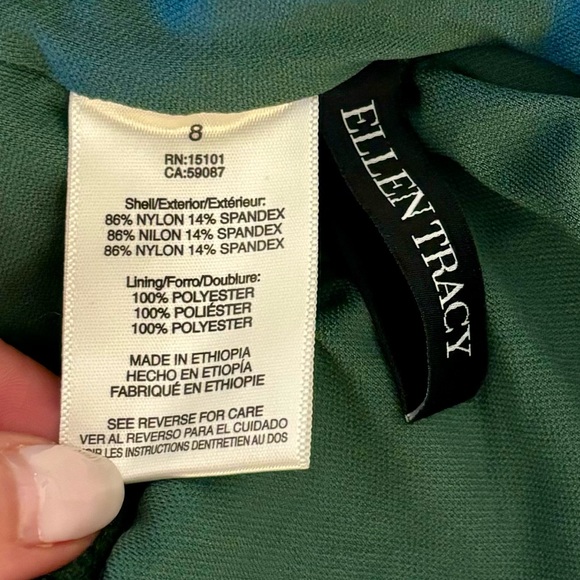 8
RN:15101
CA:59087
Shell/Exterior/Extérieur:
86% NYLON 14% SPANDEX
86% NILON 14% SPANDEX
86% NYLON 14% SPANDEX
Lining/Forro/Doublure:
100% POLYESTER
100% POLIÉSTER
100% POLYESTER
MADE IN ETHIOPIA
HECHO EN ETIOPÍA
FABRIQUÉ EN ETHIOPIE
SEE REVERSE FOR CARE
VER AL REVERSO PARA EL CUIDADO
LES INSTRUCTIONS DENTRETIEN AU DOS
ELLEN TRACY